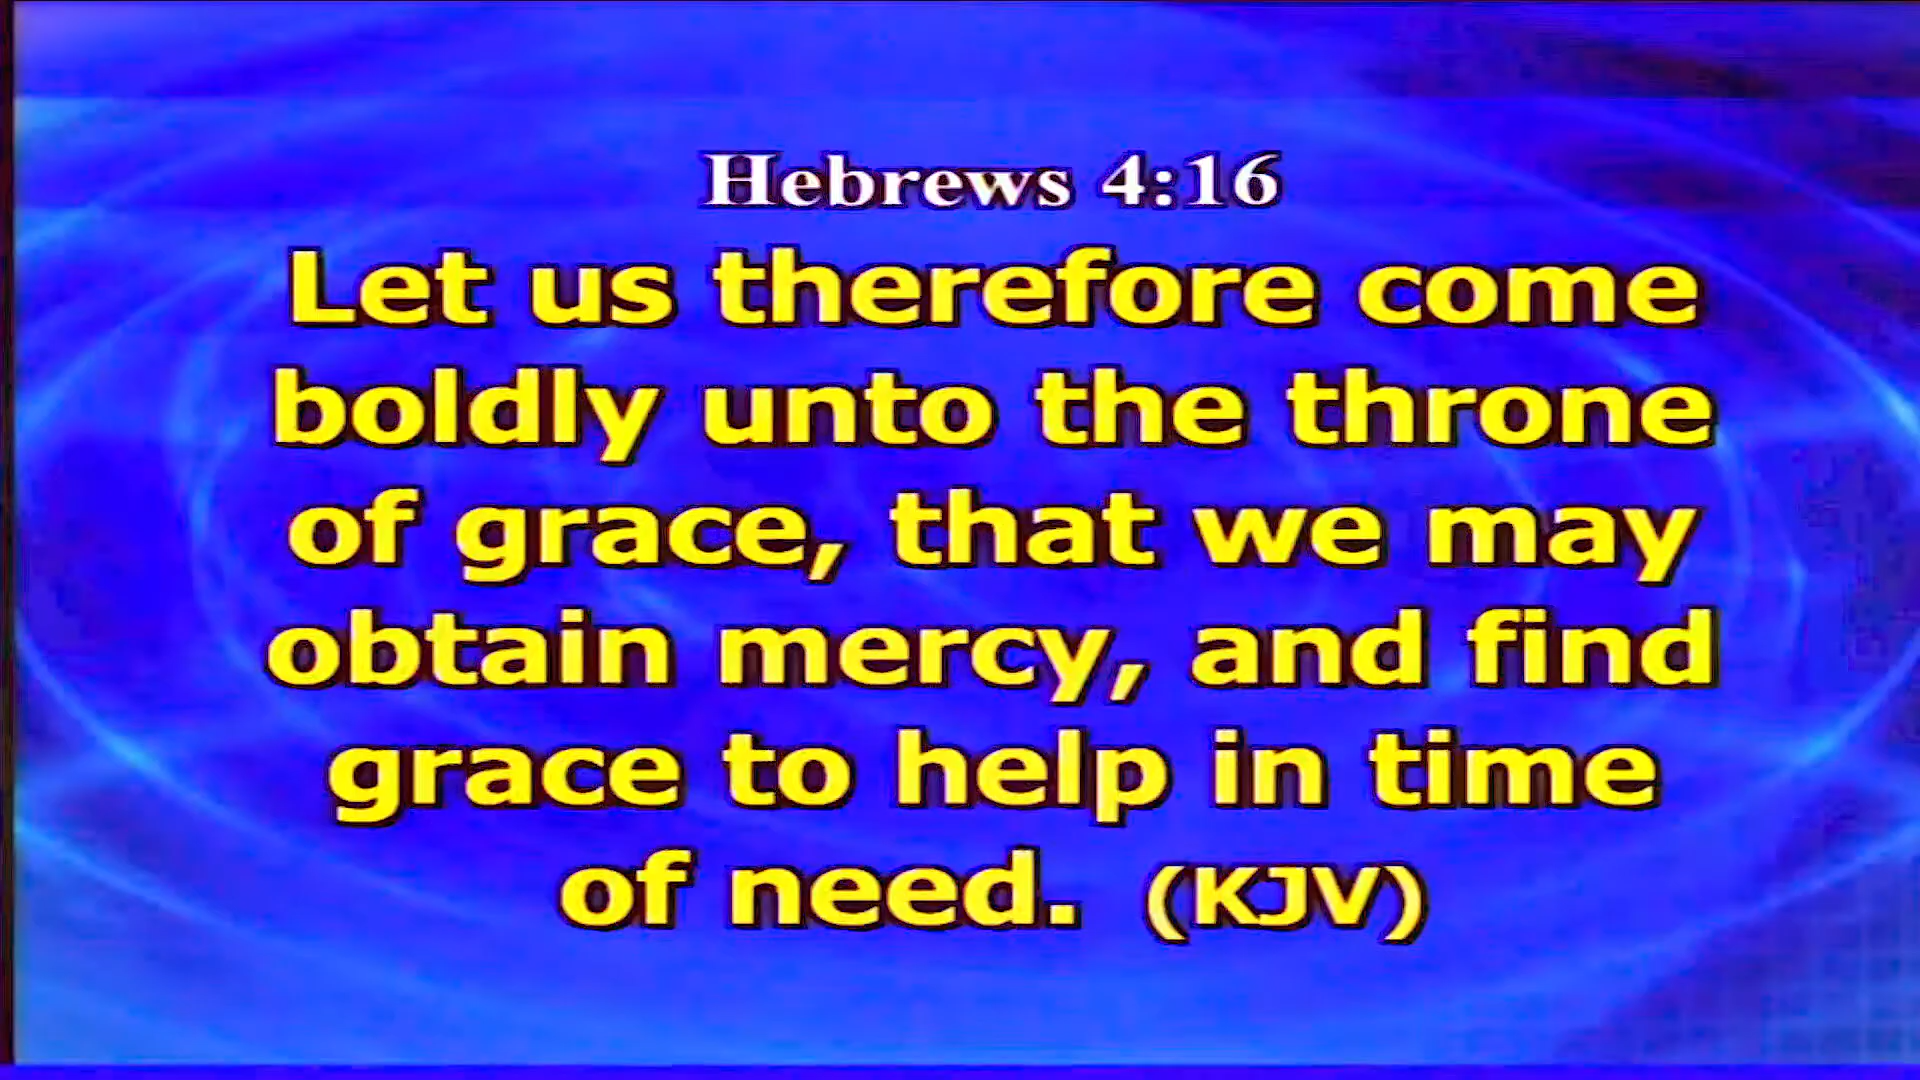 Hebrews 4:16
Let us therefore come
boldly unto the throne
of grace, that we may
obtain mercy, and find
grace to help in time
of need. (KJV)